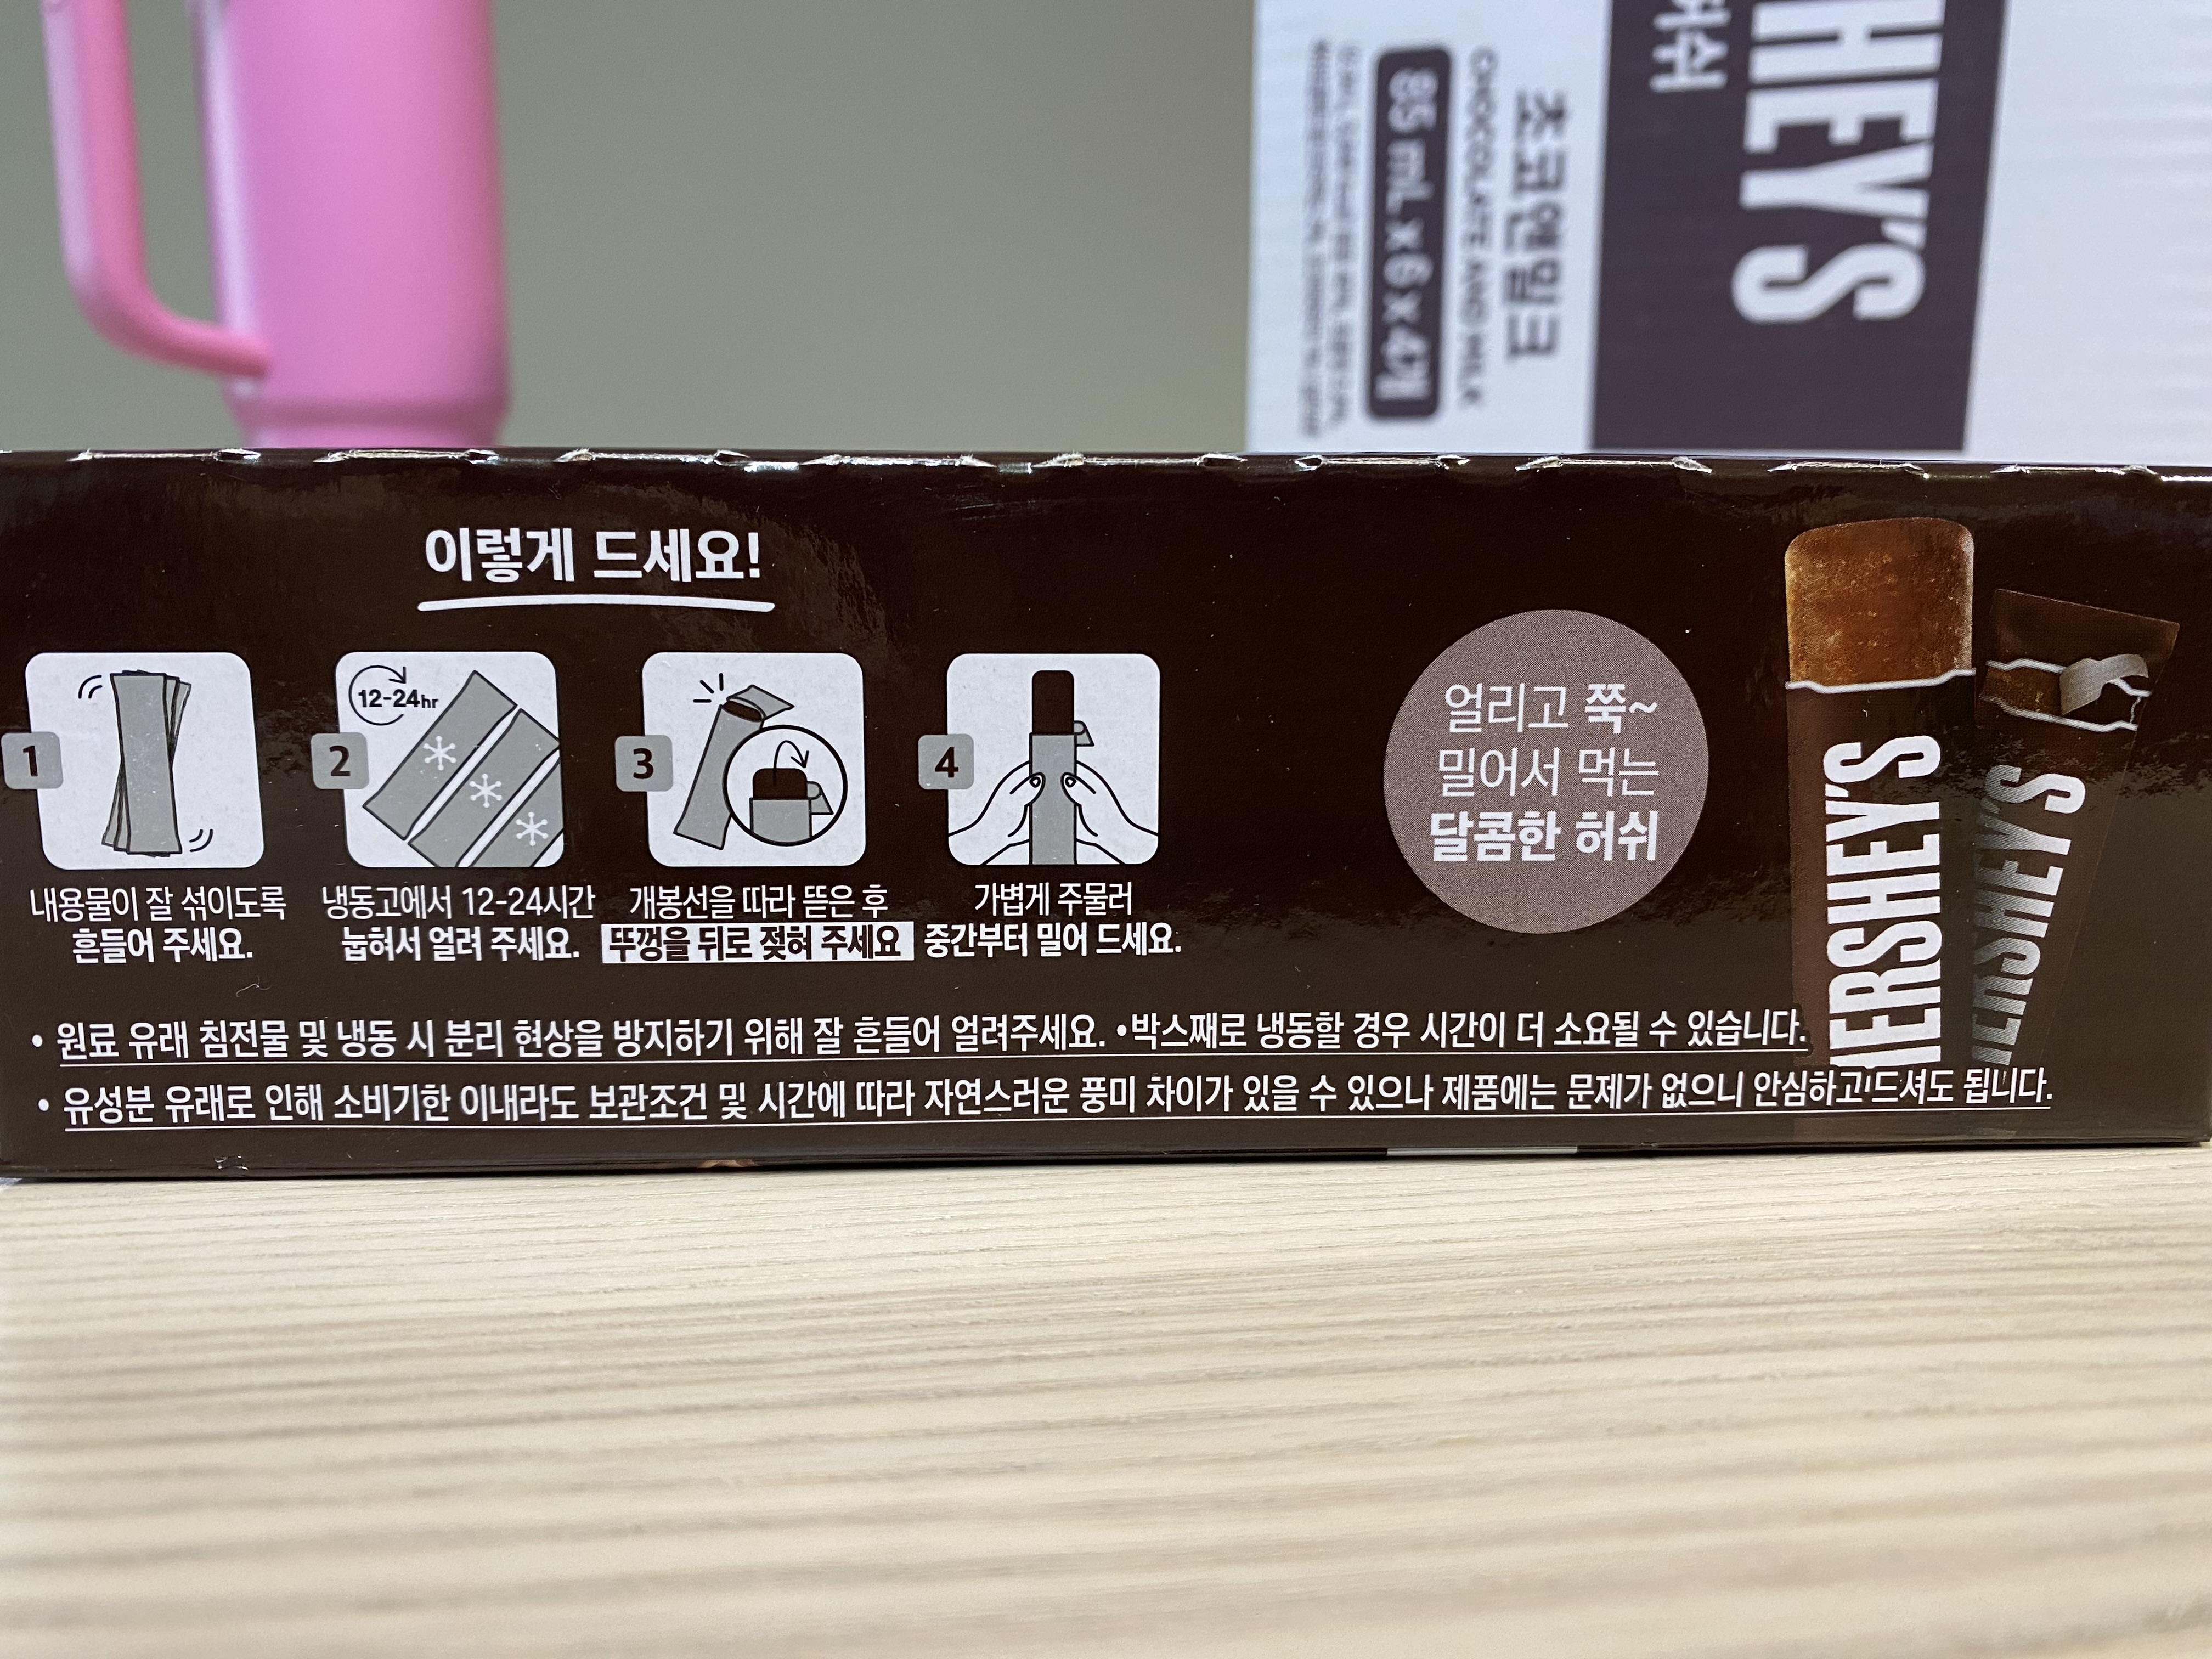 HEY'S
허쉬
초코앤밀크
CHOCOLATE AND MILK
85 mL x 6 x 4개
이렇게 드세요!
1
내용물이 잘 섞이도록
흔들어 주세요.
12-24hr
2
냉동고에서 12-24시간
눕혀서 얼려 주세요.
3
개봉선을 따라 뜯은 후
뚜껑을 뒤로 젖혀 주세요
4
가볍게 주물러
중간부터 밀어 드세요.
얼리고 쭉~
밀어서 먹는
달콤한 허쉬
HERSHEY'S
HERSHEY'S
• 원료 유래 침전물 및 냉동 시 분리 현상을 방지하기 위해 잘 흔들어 얼려주세요. •박스째로 냉동할 경우 시간이 더 소요될 수 있습니다.
• 유성분 유래로 인해 소비기한 이내라도 보관조건 및 시간에 따라 자연스러운 풍미 차이가 있을 수 있으나 제품에는 문제가 없으니 안심하고 드셔도 됩니다.